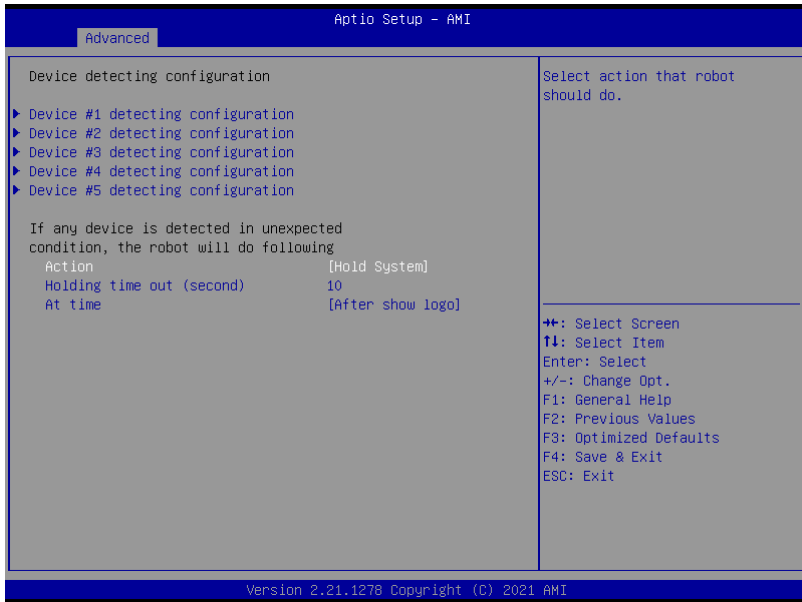 Aptio Setup – AMI
Advanced
Device detecting configuration
Device #1 detecting configuration
Device #2 detecting configuration
Device #3 detecting configuration
Device #4 detecting configuration
Device #5 detecting configuration
If any device is detected in unexpected
condition, the robot will do following
Action [Hold System]
Holding time out (second) 10
At time [After show logo]
Select action that robot
should do.
→←: Select Screen
↑↓: Select Item
Enter: Select
+/-: Change Opt.
F1: General Help
F2: Previous Values
F3: Optimized Defaults
F4: Save & Exit
ESC: Exit
Version 2.21.1278 Copyright (C) 2021 AMI